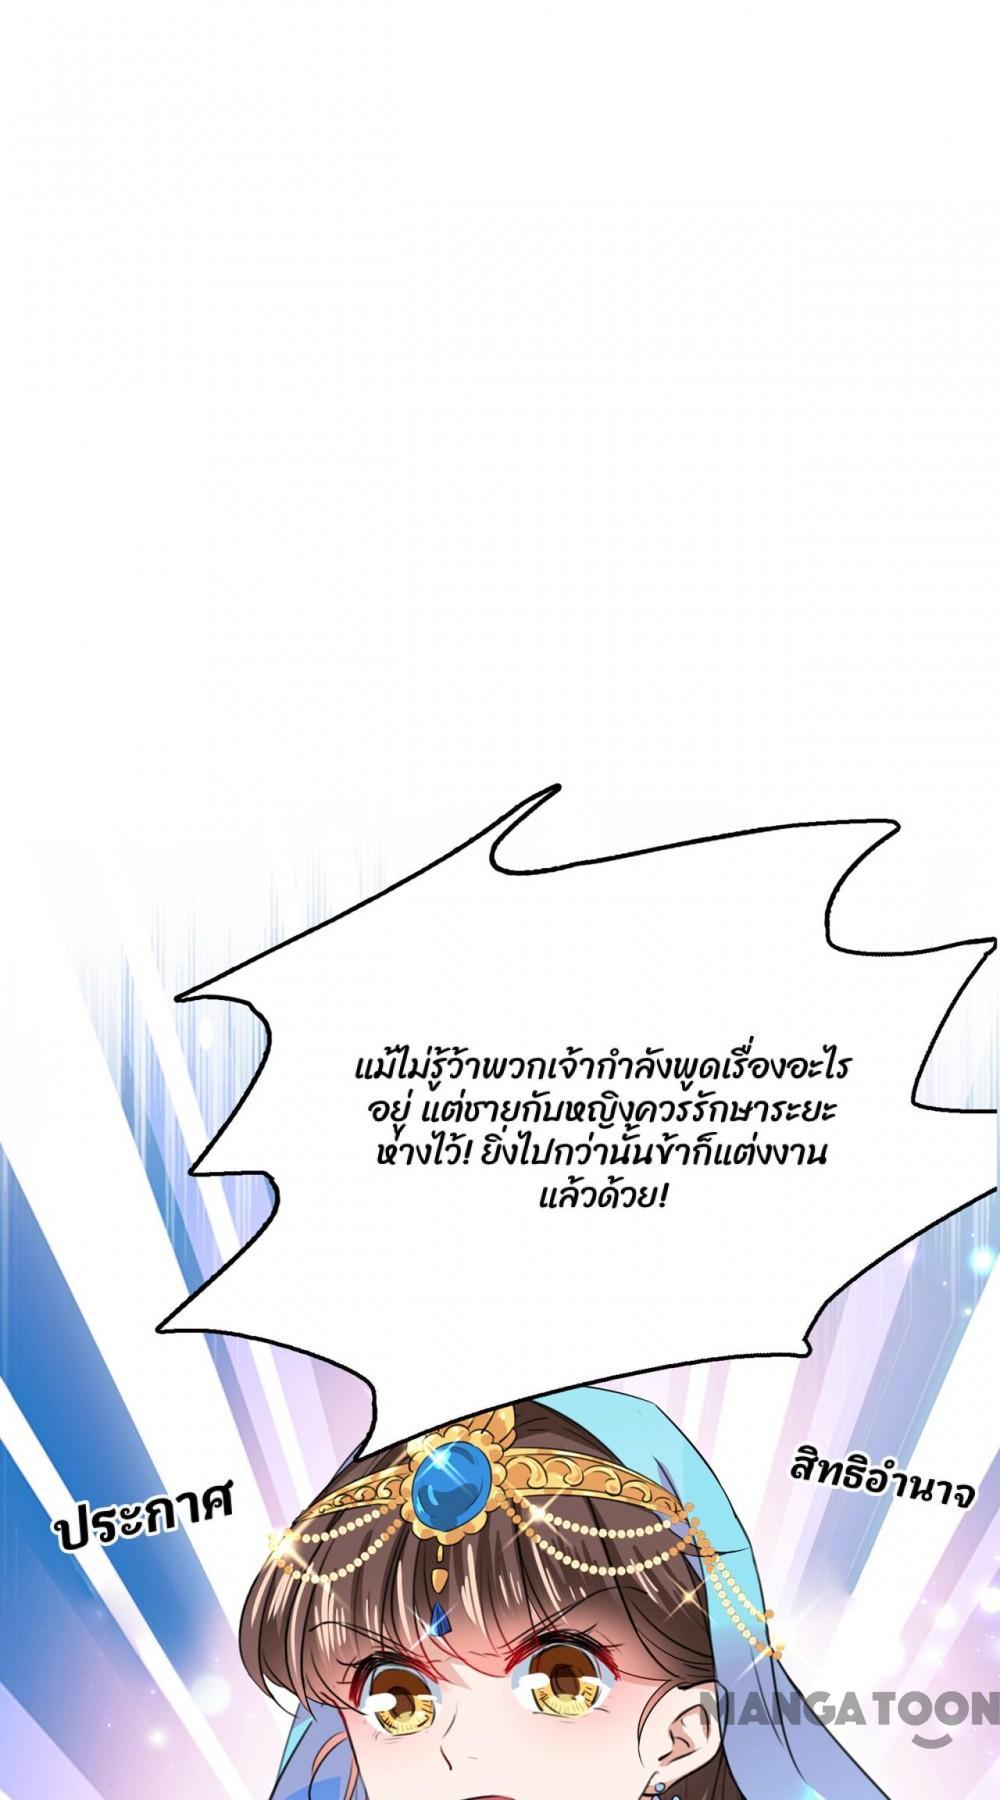 แม้ไม่รู้ว่าพวกเจ้ากำลังพูดเรื่องอะไร
อยู่ แต่ชายกับหญิงควรรักษาระยะ
ห่างไว้! ยิ่งไปกว่านั้นข้าก็แต่งงาน
แล้วด้วย!
สิทธิอำนาจ
ประกาศ
MANGATOON